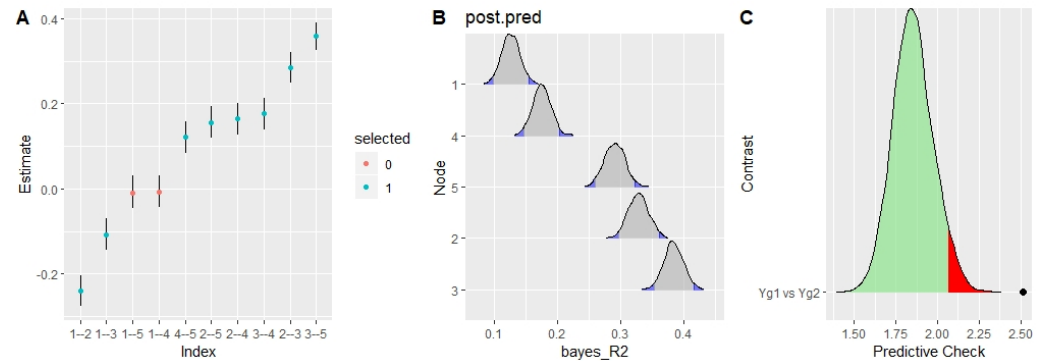 A
0.4
0.2
0.0
-0.2
Estimate
1--2 1--3 1--5 1--4 4--5 2--5 2--4 3--4 2--3 3--5
Index
selected
0
1
B
post.pred
1
4
5
2
3
Node
0.1 0.2 0.3 0.4
bayes_R2
C
Contrast
Yg1 vs Yg2
1.50 1.75 2.00 2.25 2.50
Predictive Check